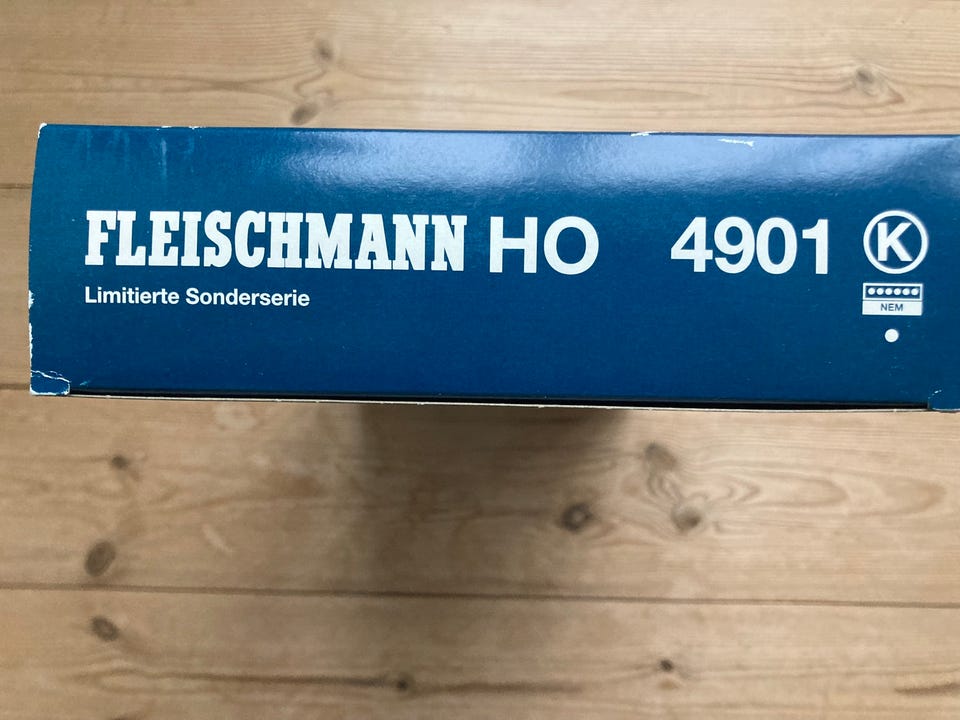 FLEISCHMANN HO 4901 K
Limitierte Sonderserie
NEM